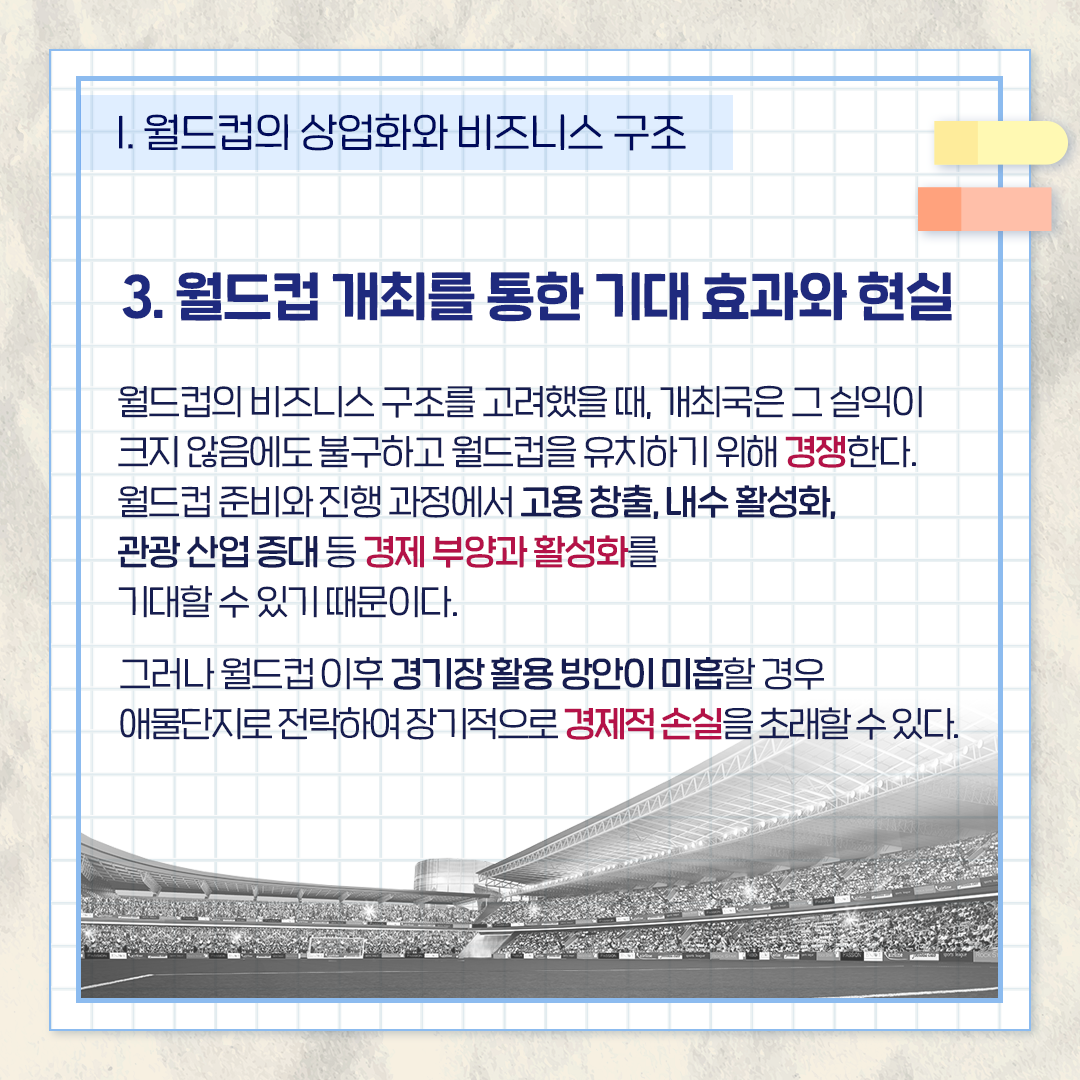 I. 월드컵의 상업화와 비즈니스 구조
3. 월드컵 개최를 통한 기대 효과와 현실
월드컵의 비즈니스 구조를 고려했을 때, 개최국은 그 실익이
크지 않음에도 불구하고 월드컵을 유치하기 위해 경쟁한다.
월드컵 준비와 진행 과정에서 고용 창출, 내수 활성화,
관광 산업 증대 등 경제 부양과 활성화를
기대할 수 있기 때문이다.
그러나 월드컵 이후 경기장 활용 방안이 미흡할 경우
애물단지로 전락하여 장기적으로 경제적 손실을 초래할 수 있다.